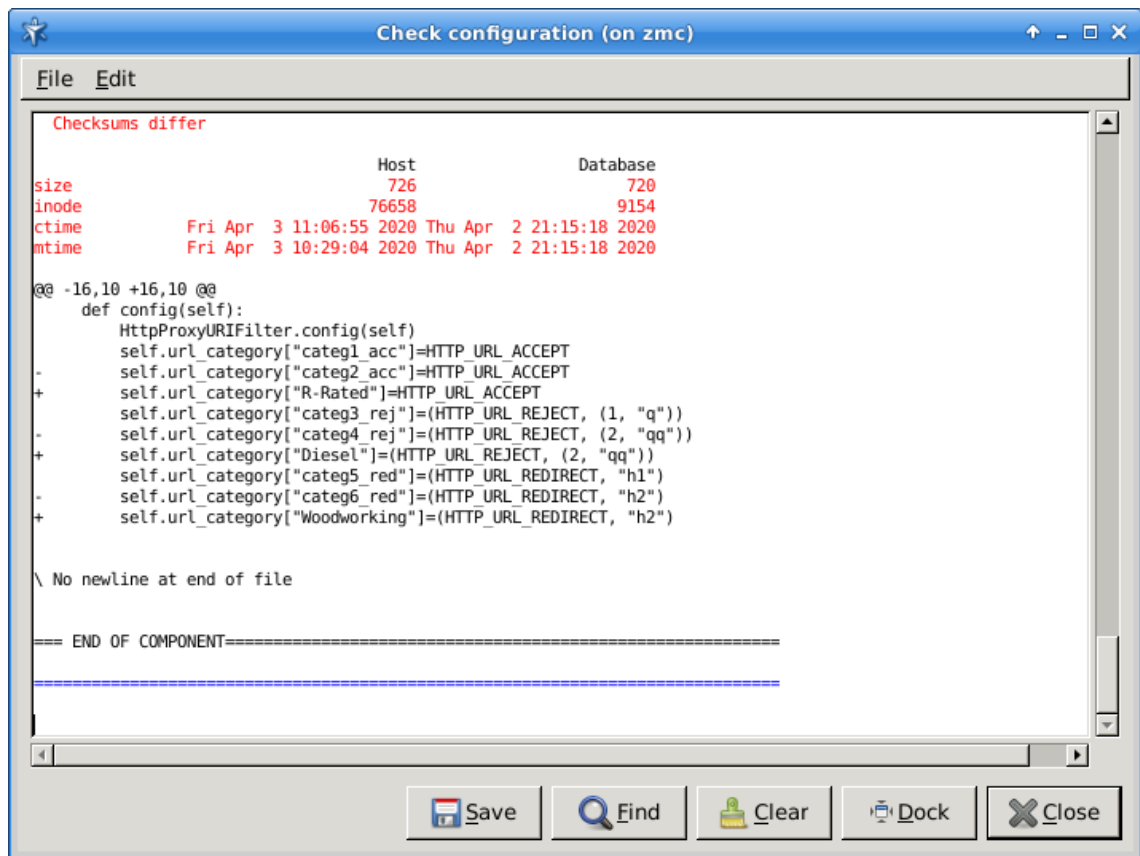 Check configuration (on zmc)
File Edit
Checksums differ
Host Database
size 726 720
inode 76658 9154
ctime Fri Apr  3 11:06:55 2020 Thu Apr  2 21:15:18 2020
mtime Fri Apr  3 10:29:04 2020 Thu Apr  2 21:15:18 2020
@@ -16,10 +16,10 @@
     def config(self):
         HttpProxyURIFilter.config(self)
         self.url_category["categ1_acc"]=HTTP_URL_ACCEPT
-        self.url_category["categ2_acc"]=HTTP_URL_ACCEPT
+        self.url_category["R-Rated"]=HTTP_URL_ACCEPT
         self.url_category["categ3_rej"]=(HTTP_URL_REJECT, (1, "q"))
-        self.url_category["categ4_rej"]=(HTTP_URL_REJECT, (2, "qq"))
+        self.url_category["Diesel"]=(HTTP_URL_REJECT, (2, "qq"))
         self.url_category["categ5_red"]=(HTTP_URL_REDIRECT, "h1")
-        self.url_category["categ6_red"]=(HTTP_URL_REDIRECT, "h2")
+        self.url_category["Woodworking"]=(HTTP_URL_REDIRECT, "h2")
\ No newline at end of file
=== END OF COMPONENT==========================================================
==============================================================================
Save Find Clear Dock Close